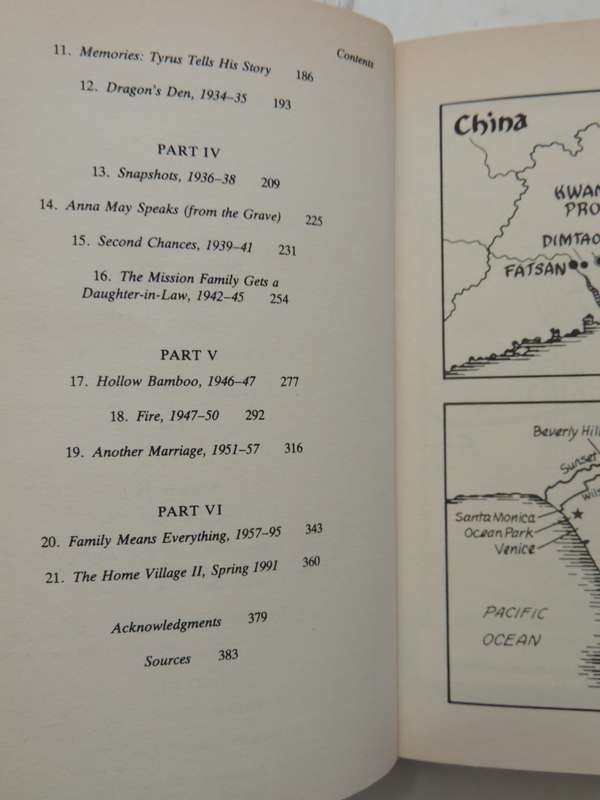 Contents
11. Memories: Tyrus Tells His Story 186
12. Dragon's Den, 1934–35 193
PART IV
13. Snapshots, 1936–38 209
14. Anna May Speaks (from the Grave) 225
15. Second Chances, 1939–41 231
16. The Mission Family Gets a
Daughter-in-Law, 1942–45 254
PART V
17. Hollow Bamboo, 1946–47 277
18. Fire, 1947–50 292
19. Another Marriage, 1951–57 316
PART VI
20. Family Means Everything, 1957–95 343
21. The Home Village II, Spring 1991 360
Acknowledgments 379
Sources 383
China
KWAN
PRO
DIMTAO
FATSAN
Beverly Hill
Sunset
Wils
Santa Monica
Ocean Park
Venice
PACIFIC
OCEAN